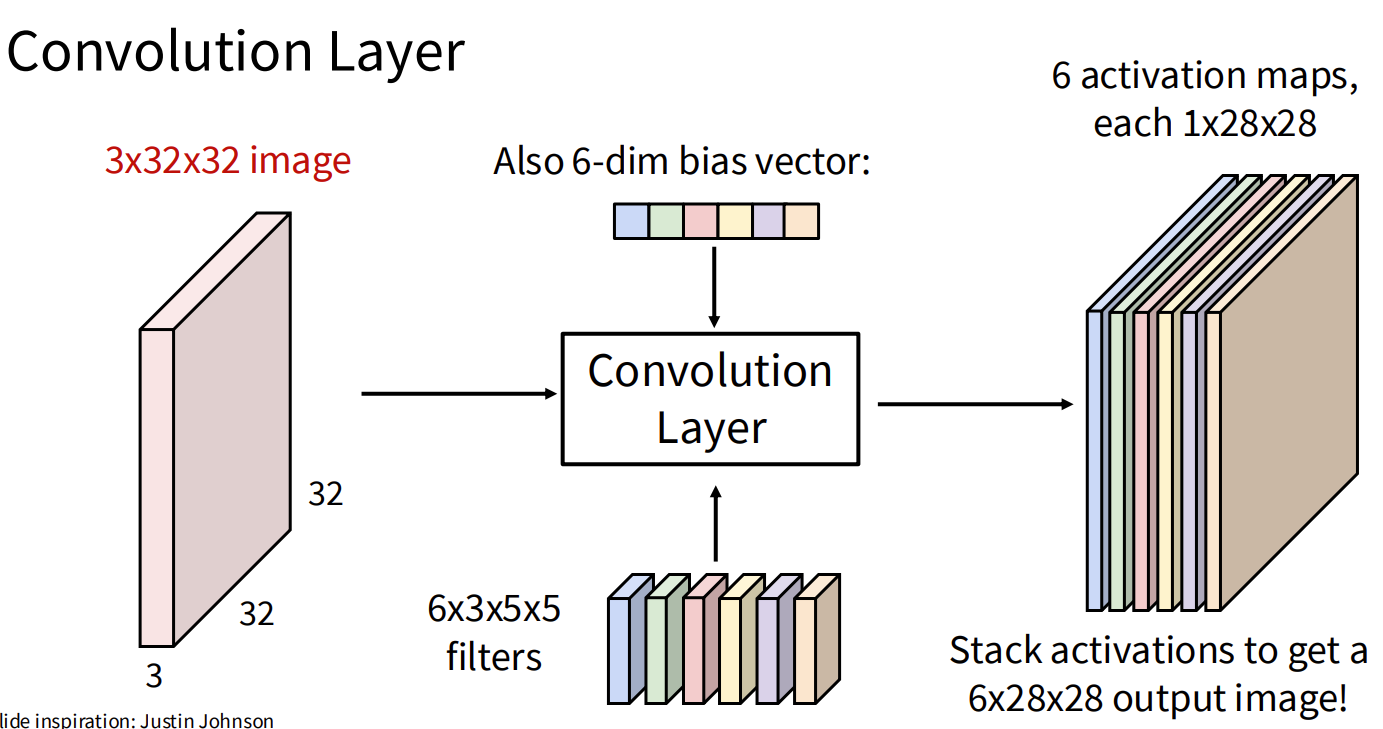 Convolution Layer
3x32x32 image
Also 6-dim bias vector:
6 activation maps,
each 1x28x28
Convolution
Layer
32
32
3
6x3x5x5
filters
Stack activations to get a
6x28x28 output image!
lide inspiration: Justin Johnson